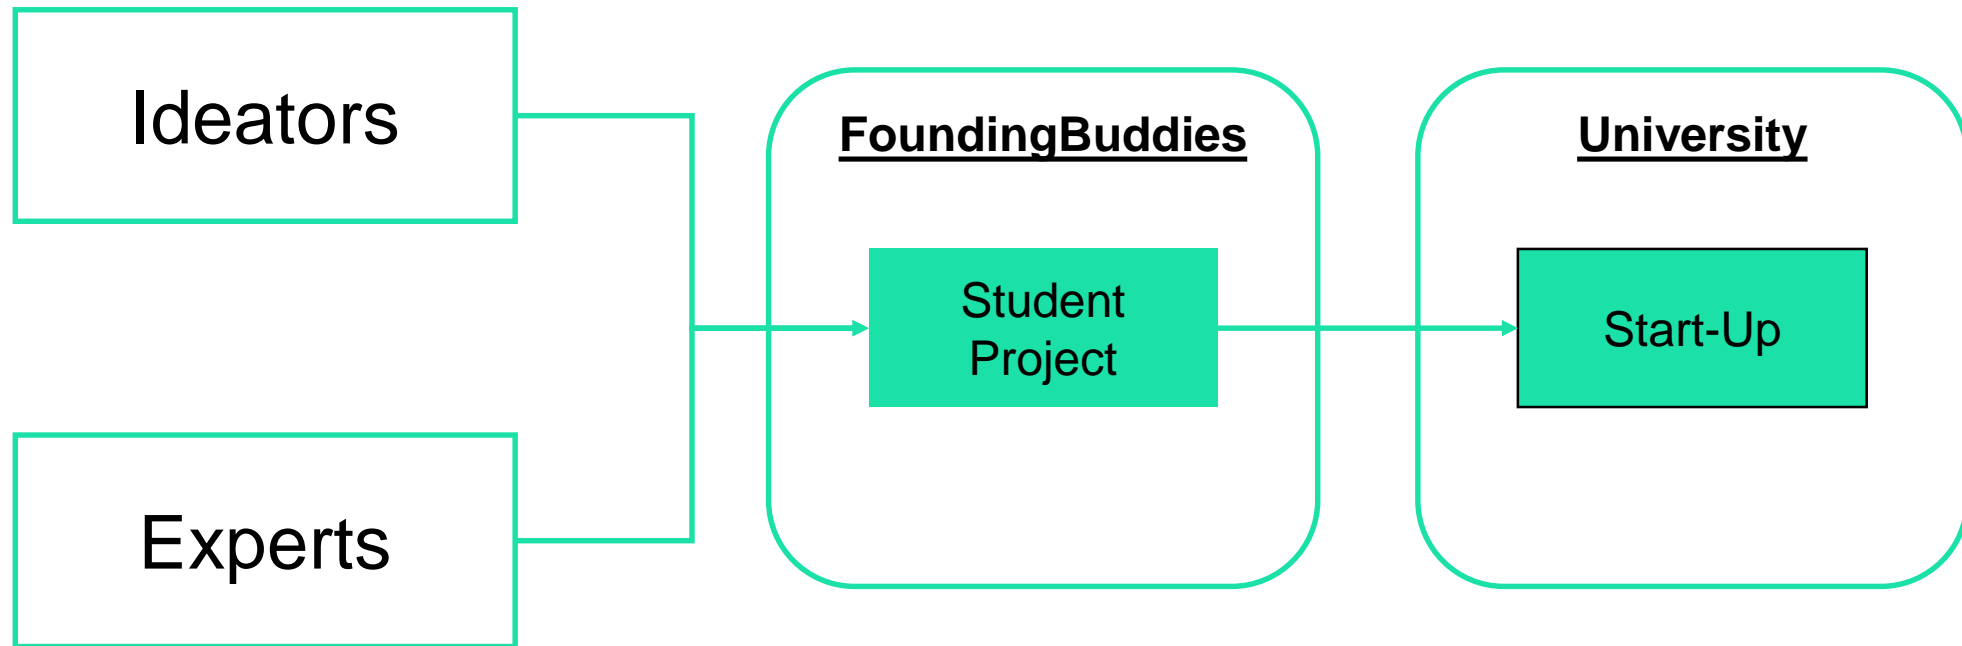 Ideators
Experts
FoundingBuddies
Student
Project
University
Start-Up